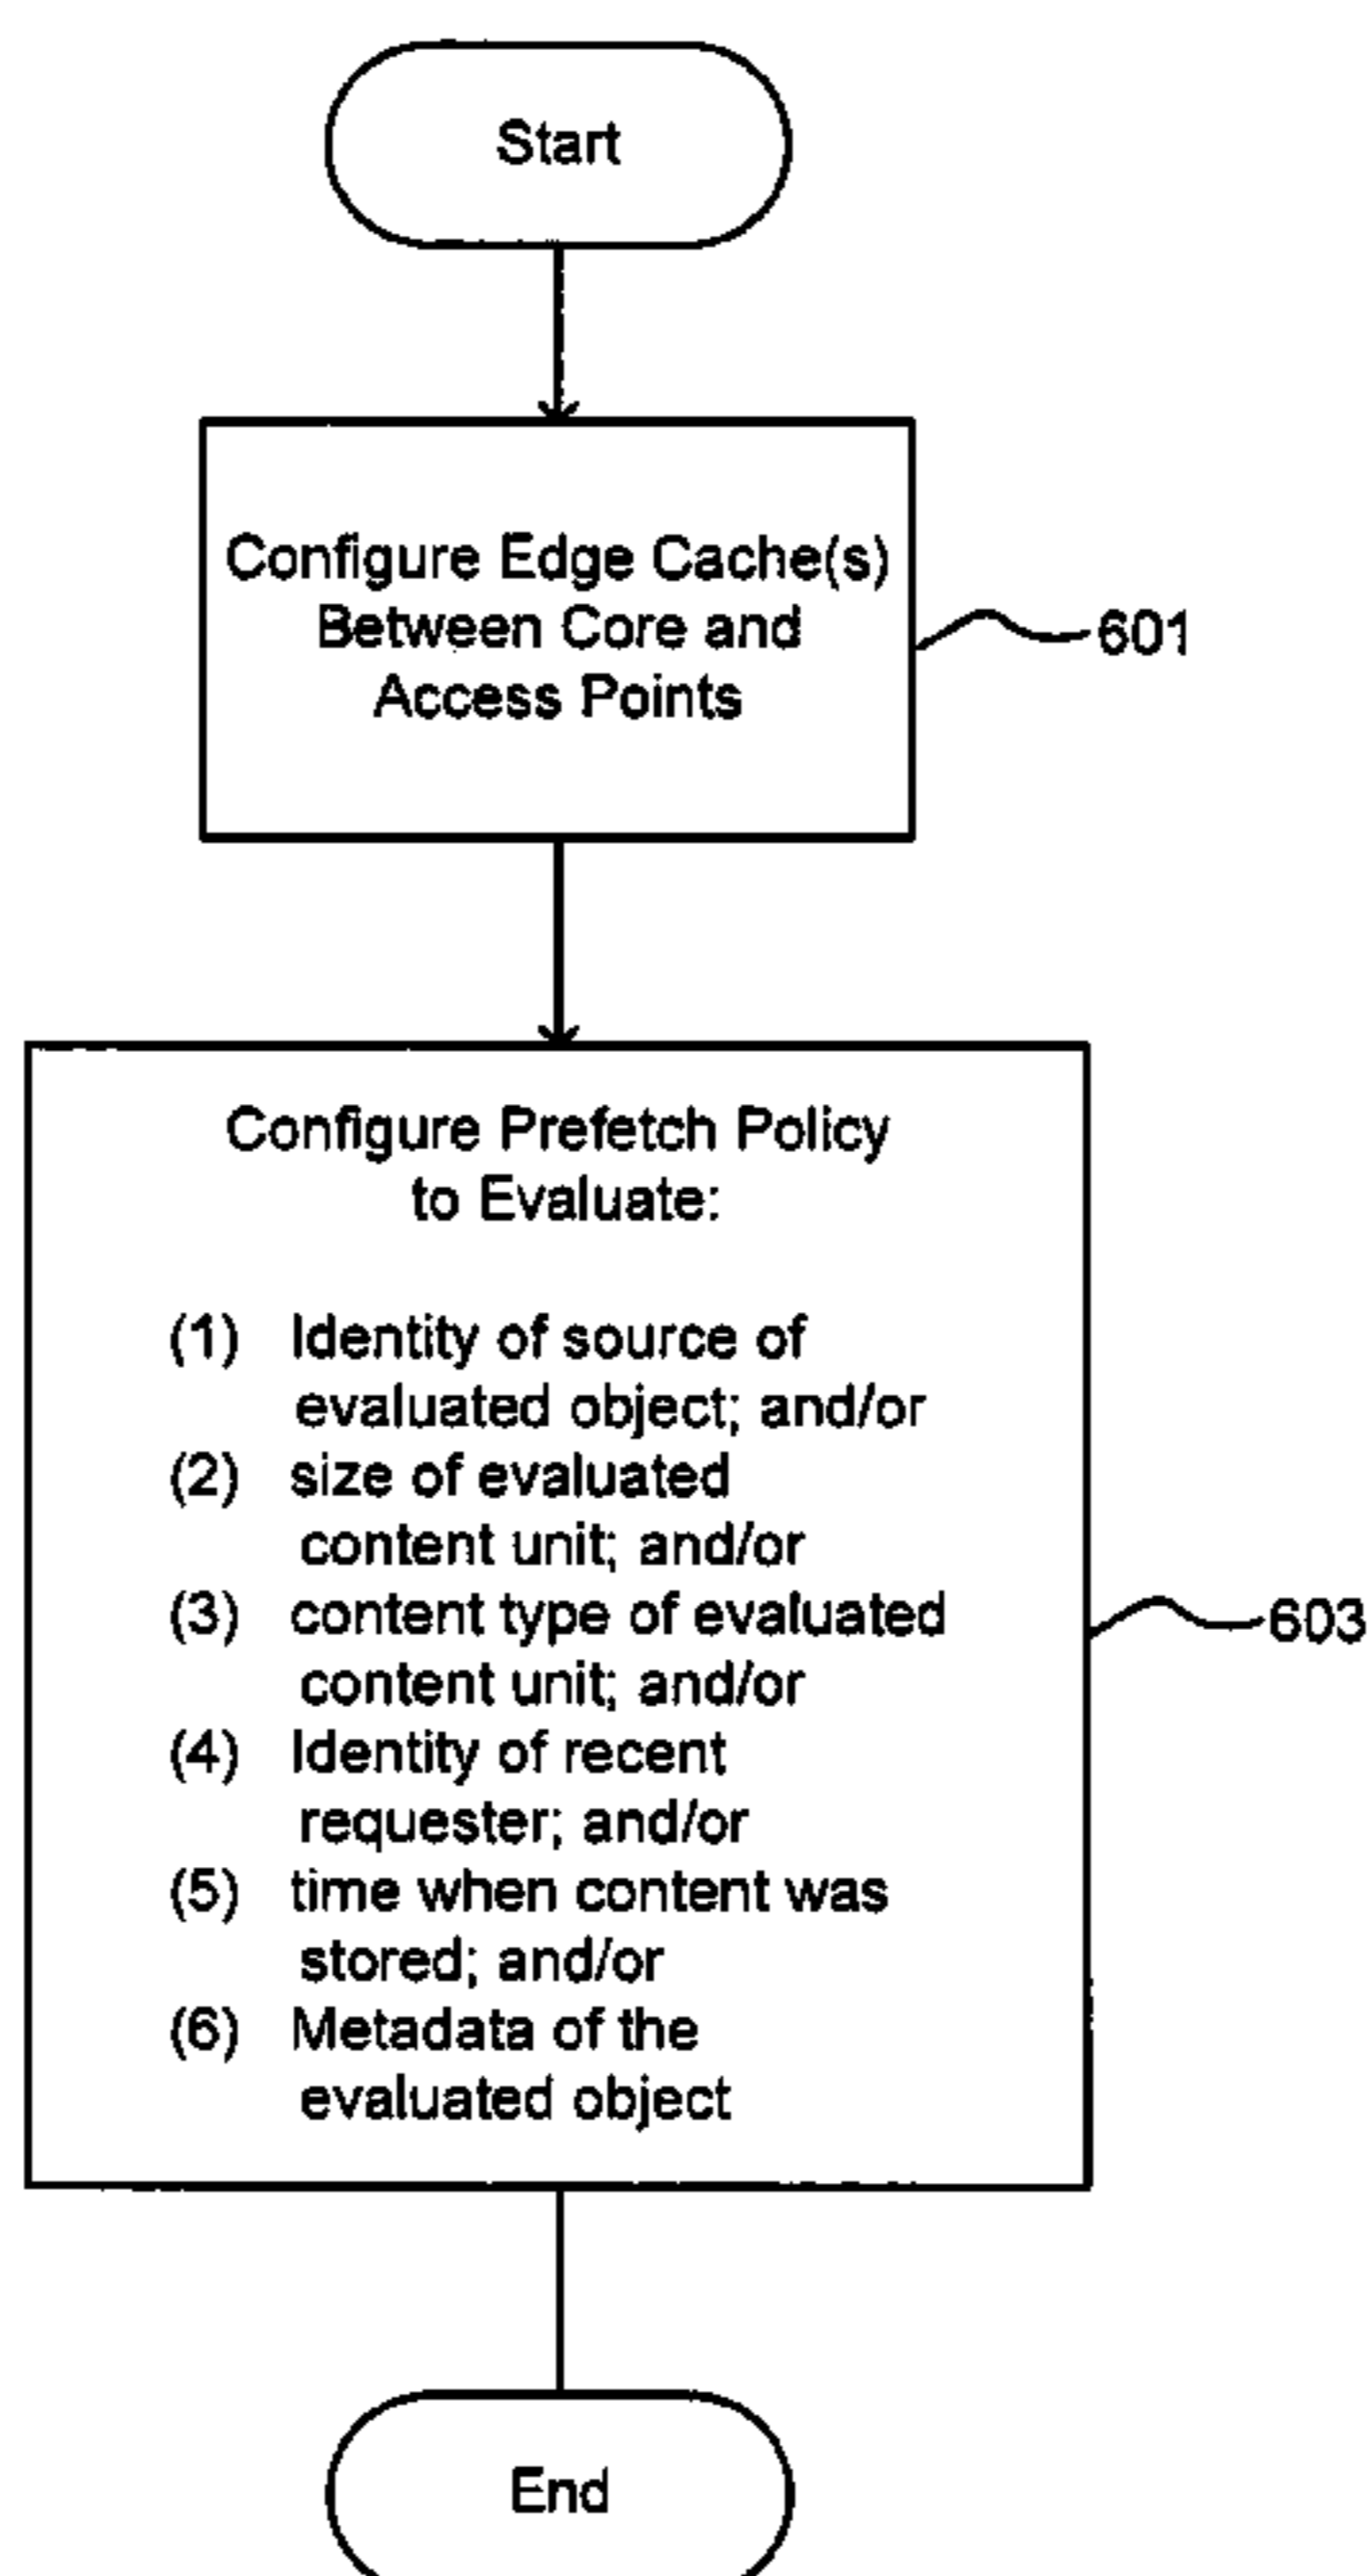 Start
Configure Edge Cache(s)
Between Core and
Access Points
601
Configure Prefetch Policy
to Evaluate:
(1) Identity of source of
evaluated object; and/or
(2) size of evaluated
content unit; and/or
(3) content type of evaluated
content unit; and/or
603
(4) Identity of recent
requester; and/or
(5) time when content was
stored; and/or
(6) Metadata of the
evaluated object
End